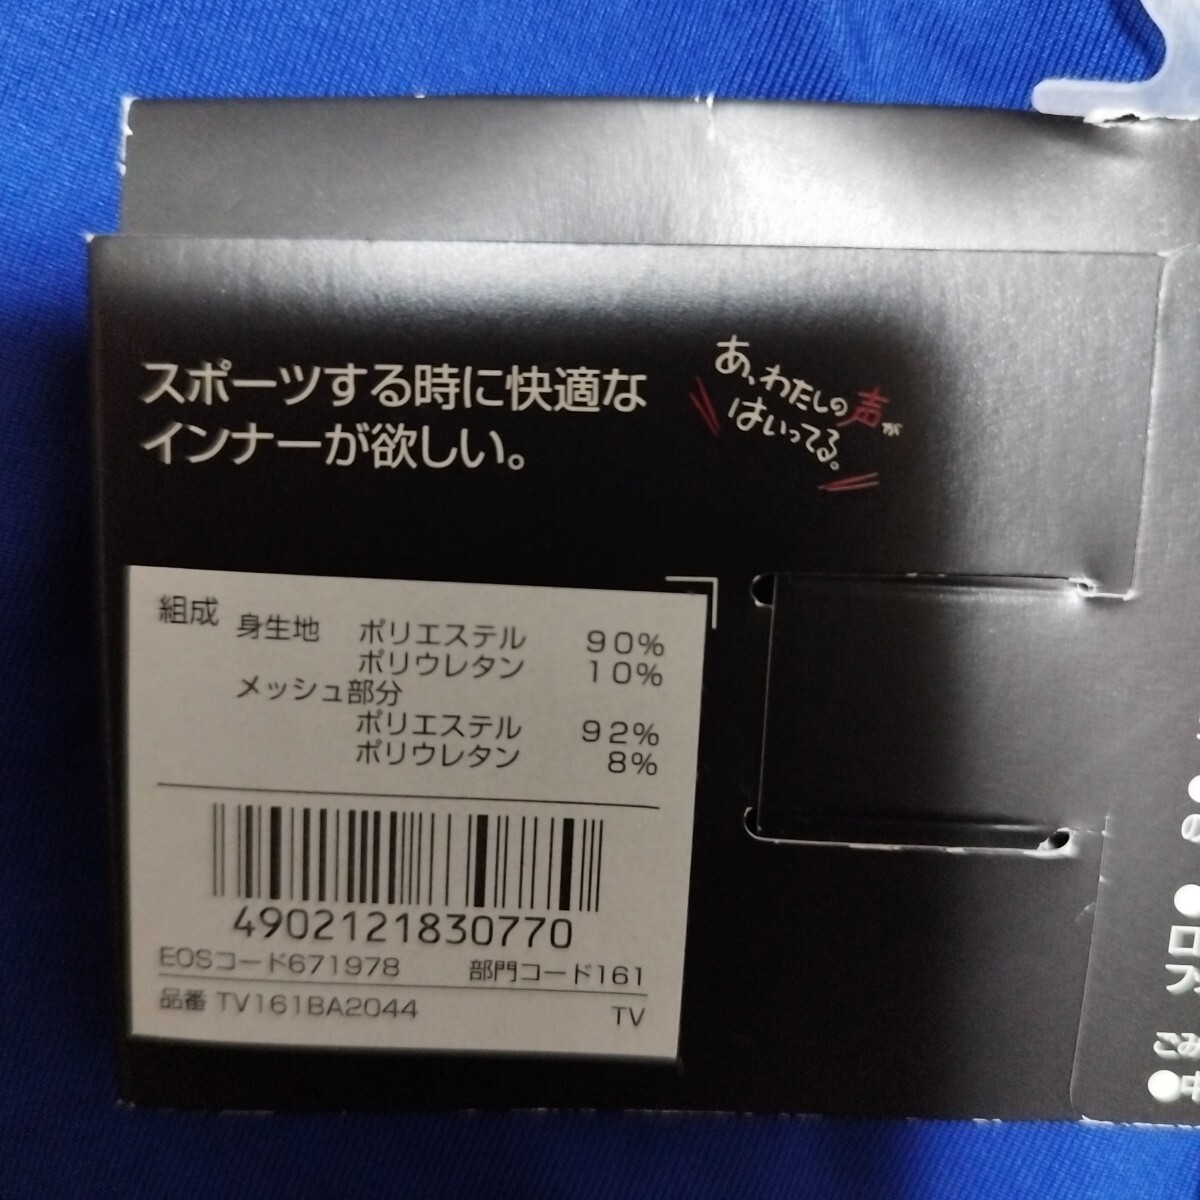 スポーツする時に快適な
インナーが欲しい。
あ、わたしの声が
はいってる。
組成 身生地 ポリエステル 90%
ポリウレタン 10%
メッシュ部分
ポリエステル 92%
ポリウレタン 8%
4902121830770
EOSコード671978 部門コード161
品番 TV161BA2044 TV
の
ロ
ごみ
●中